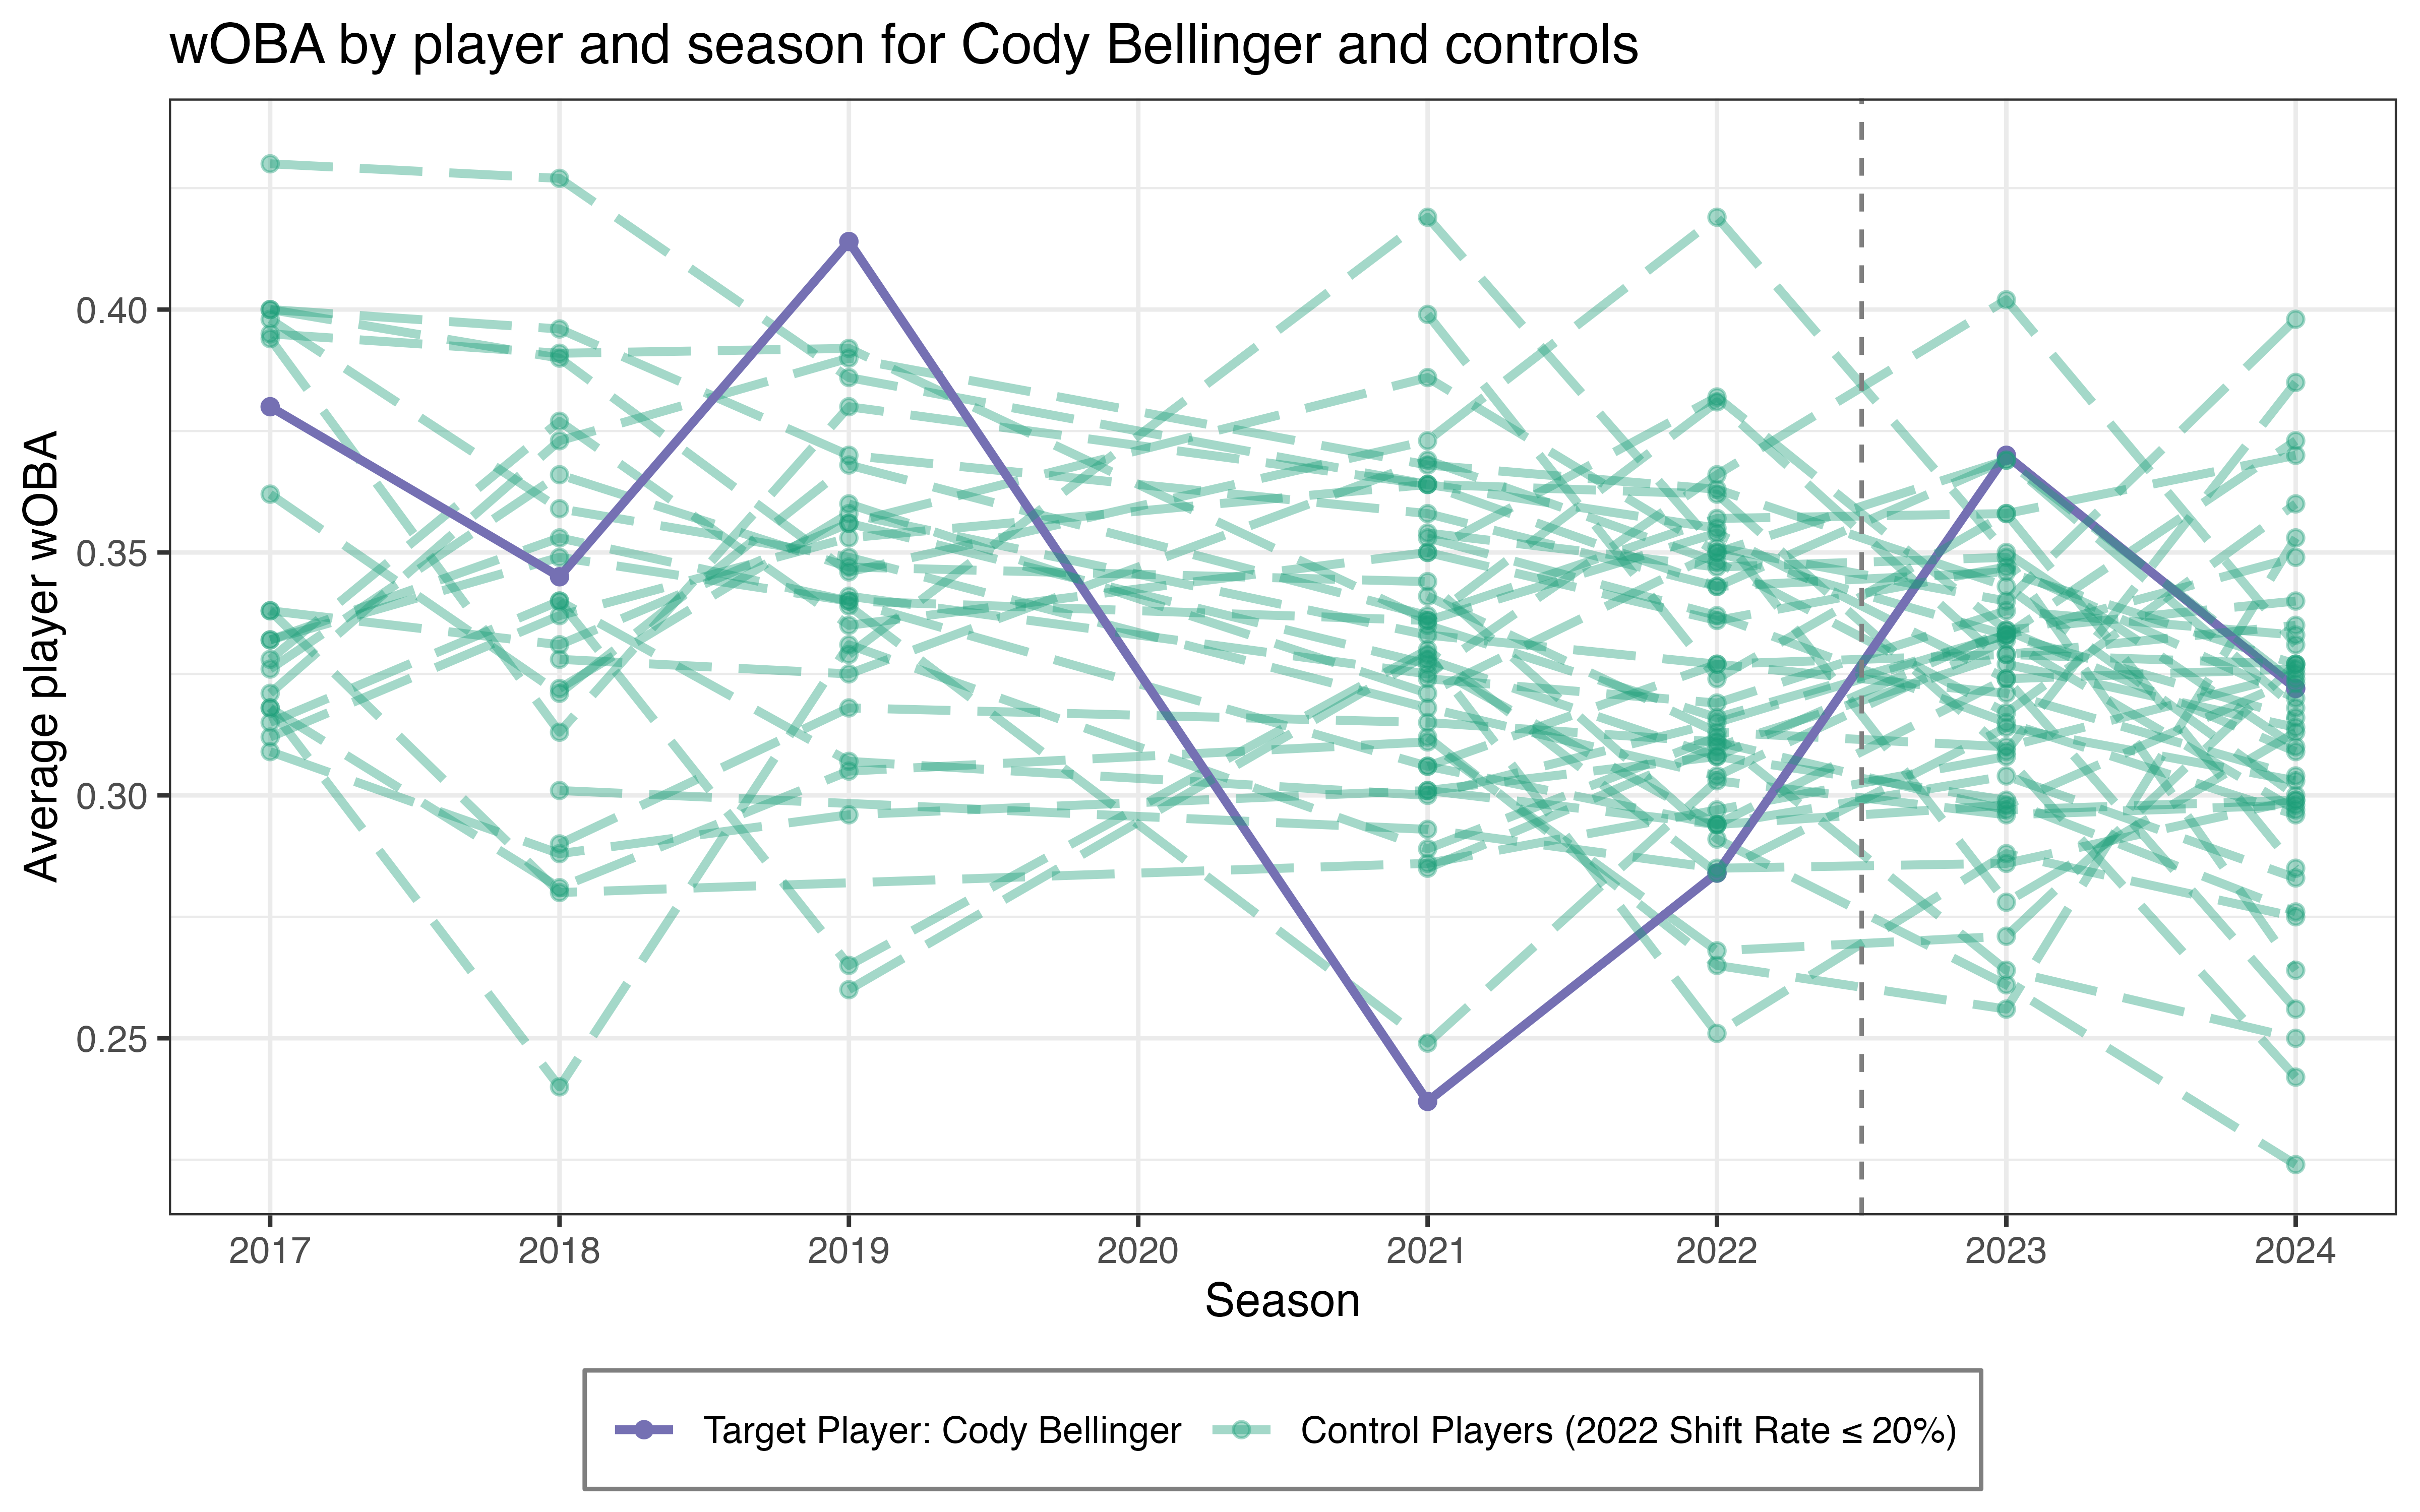 wOBA by player and season for Cody Bellinger and controls
Average player wOBA
0.40
0.35
0.30
0.25
2017 2018 2019 2020 2021 2022 2023 2024
Season
Target Player: Cody Bellinger Control Players (2022 Shift Rate ≤ 20%)